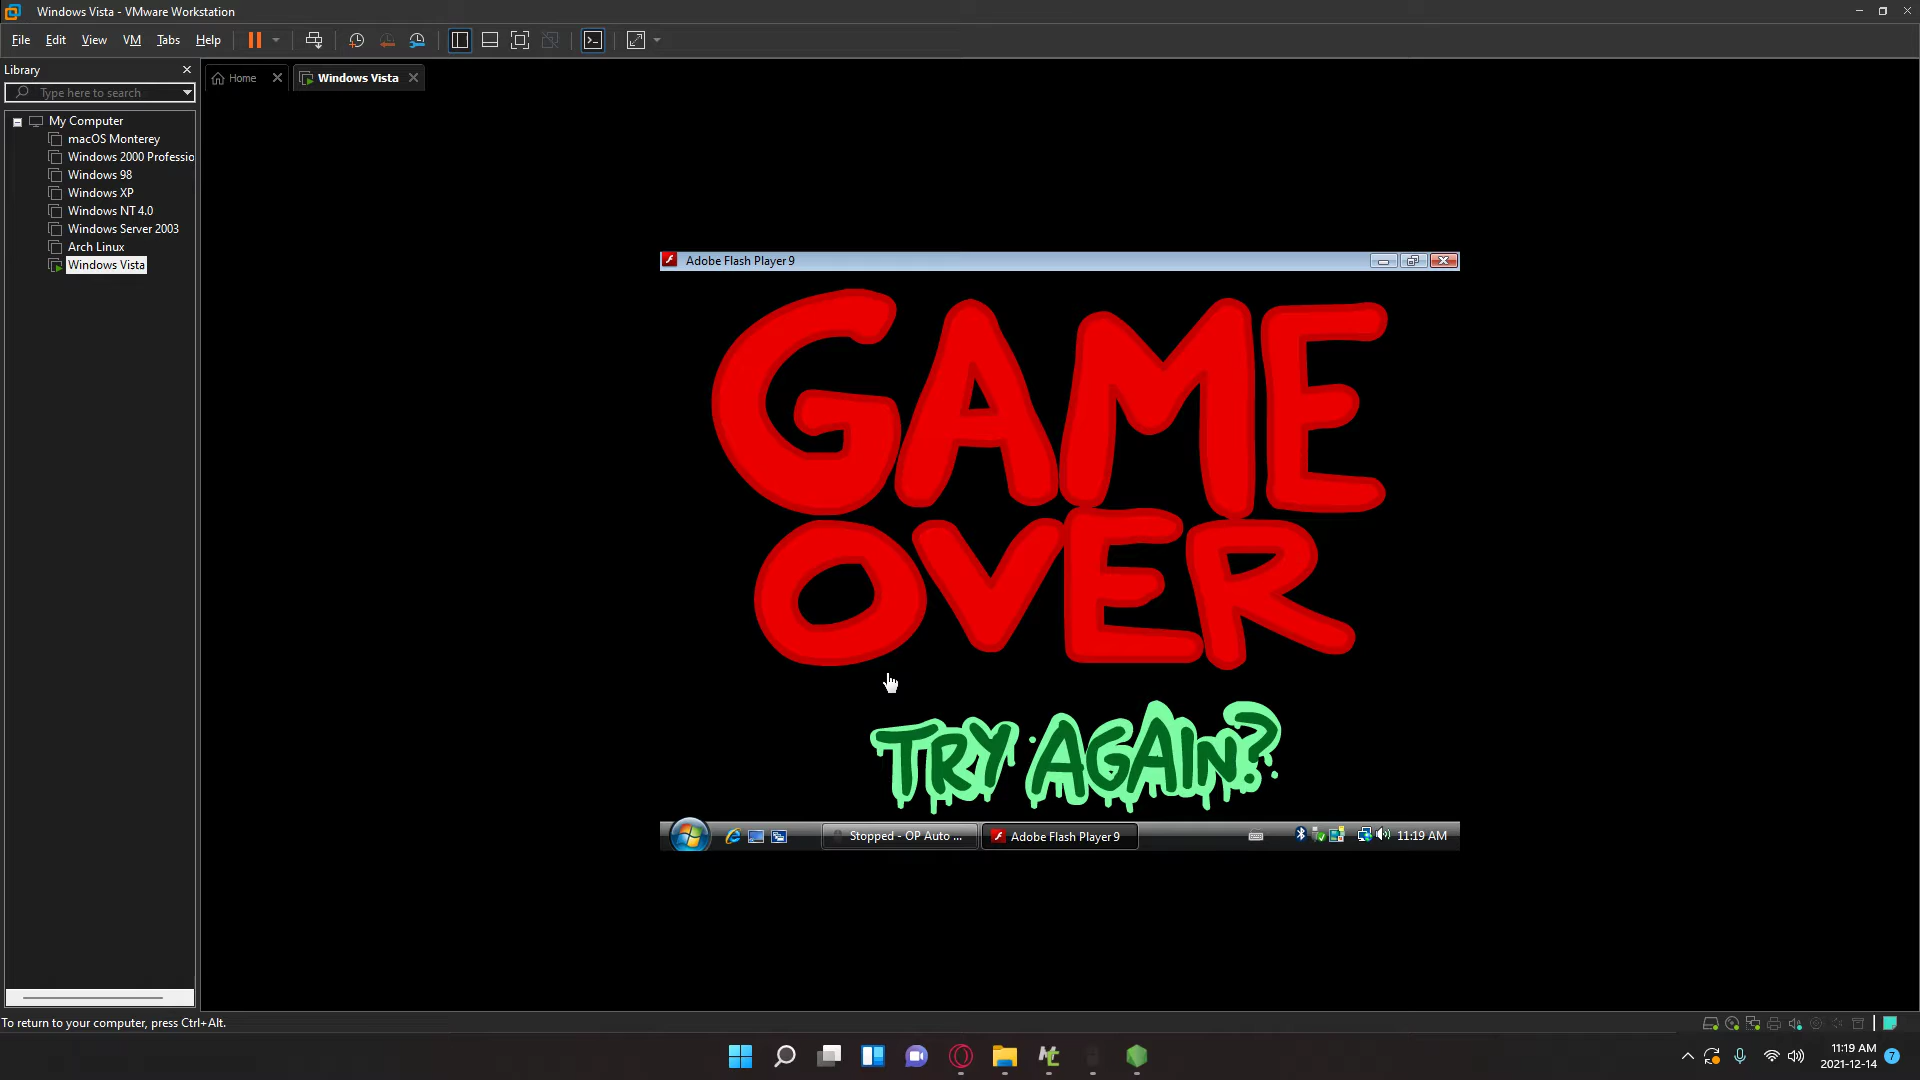 Windows Vista - VMware Workstation
File Edit View VM Tabs Help
Library
Type here to search
My Computer
macOS Monterey
Windows 2000 Professio
Windows 98
Windows XP
Windows NT 4.0
Windows Server 2003
Arch Linux
Windows Vista
Home
Windows Vista
Adobe Flash Player 9
GAME
OVER
TRY AGAIN?
Stopped - OP Auto ...
Adobe Flash Player 9
11:19 AM
To return to your computer, press Ctrl+Alt.
11:19 AM
2021-12-14
7